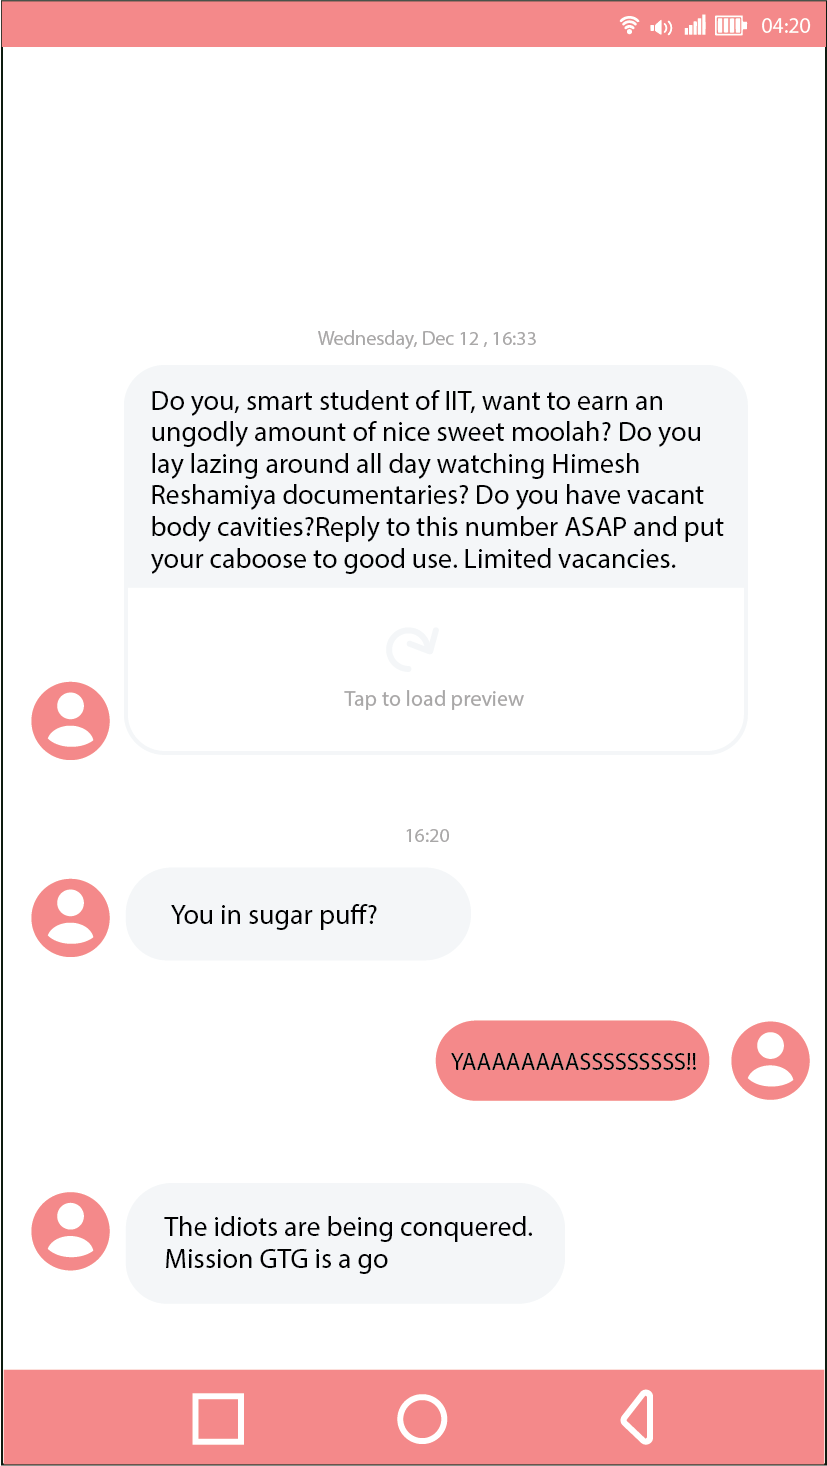 04:20
Wednesday, Dec 12 , 16:33
Do you, smart student of IIT, want to earn an
ungodly amount of nice sweet moolah? Do you
lay lazing around all day watching Himesh
Reshamiya documentaries? Do you have vacant
body cavities?Reply to this number ASAP and put
your caboose to good use. Limited vacancies.
Tap to load preview
16:20
You in sugar puff?
YAAAAAAAASSSSSSSSS!!
The idiots are being conquered.
Mission GTG is a go